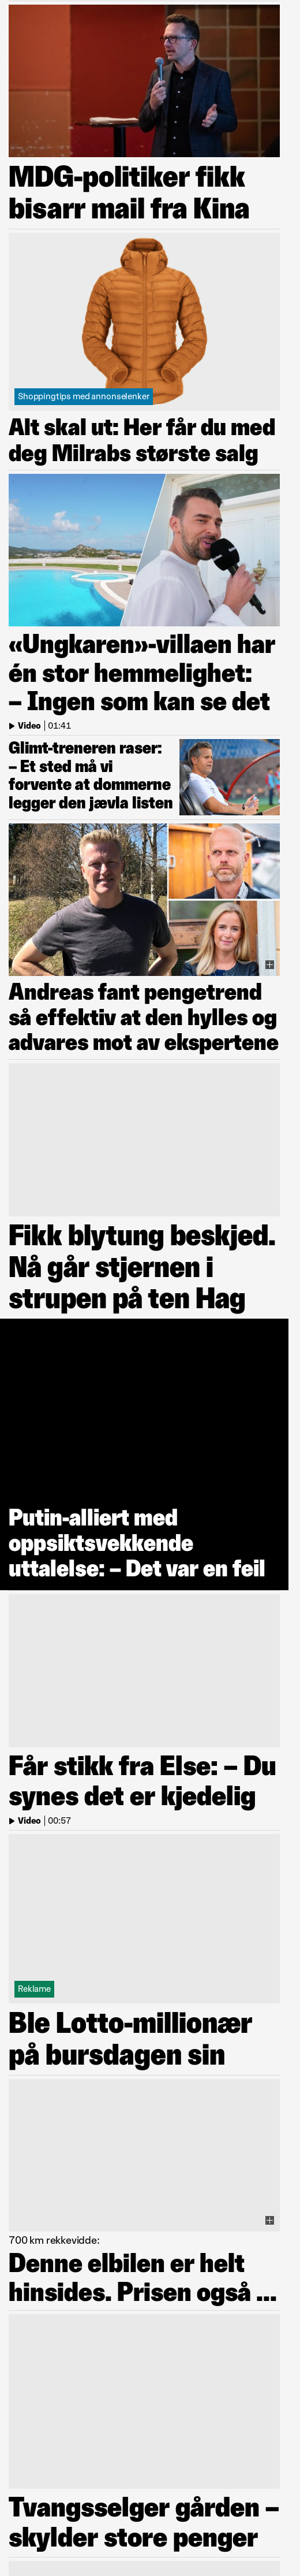 MDG-politiker fikk
bisarr mail fra Kina
Shoppingtips med annonselenker
Alt skal ut: Her får du med
deg Milrabs største salg
«Ungkaren»-villaen har
én stor hemmelighet:
– Ingen som kan se det
Video | 01:41
Glimt-treneren raser:
– Et sted må vi
forvente at dommerne
legger den jævla listen
Andreas fant pengetrend
så effektiv at den hylles og
advares mot av ekspertene
Fikk blytung beskjed.
Nå går stjernen i
strupen på ten Hag
Putin-alliert med
oppsiktsvekkende
uttalelse: – Det var en feil
Får stikk fra Else: – Du
synes det er kjedelig
Video | 00:57
Reklame
Ble Lotto-millionær
på bursdagen sin
700 km rekkevidde:
Denne elbilen er helt
hinsides. Prisen også ...
Tvangsselger gården –
skylder store penger